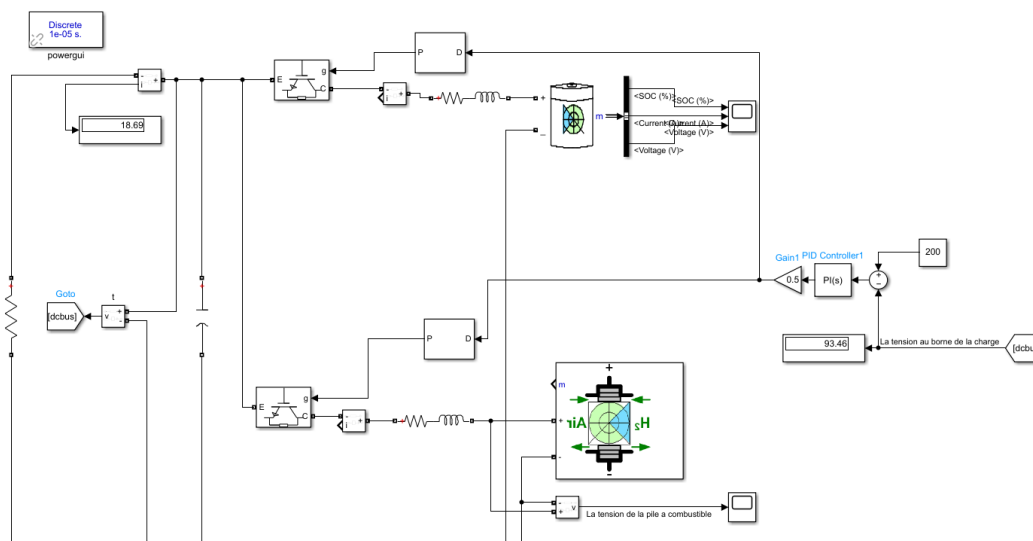 Discrete
1e-05 s.
powergui
- i +
18.69
E g C
P D
- i +
+ m _
<SOC (%)>
<SOC (%)>
<Current (A)>
<Current (A)>
<Voltage (V)>
<Voltage (V)>
200
Gain1 PID Controller1
0.5 PI(s)
+ −
Goto t
[dcbus] v + -
P D
93.46
La tension au borne de la charge
[dcbu
E g C
- i +
m + -
+
Air H2
-
- v +
La tension de la pile a combustible